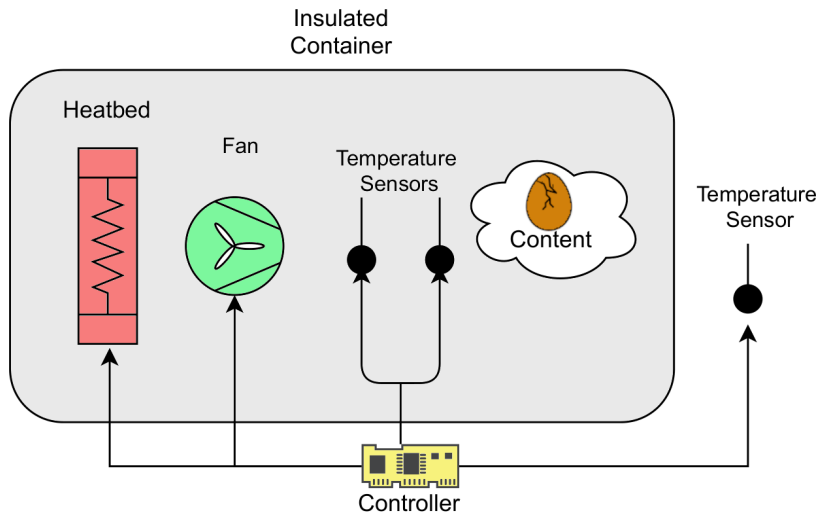 Insulated
Container
Heatbed
Fan
Temperature
Sensors
Content
Temperature
Sensor
Controller